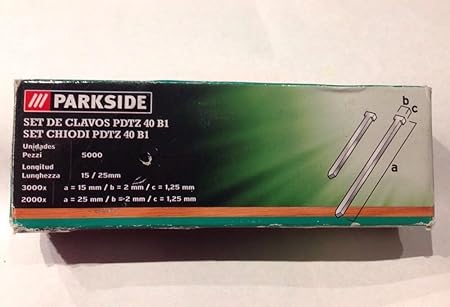 PARKSIDE
SET DE CLAVOS PDTZ 40 B1
SET CHIODI PDTZ 40 B1
Unidades
Pezzi 5000
Longitud
Lunghezza 15 / 25mm
3000x a = 15 mm / b = 2 mm / c = 1,25 mm
2000x a = 25 mm / b = 2 mm / c = 1,25 mm
b
c
a